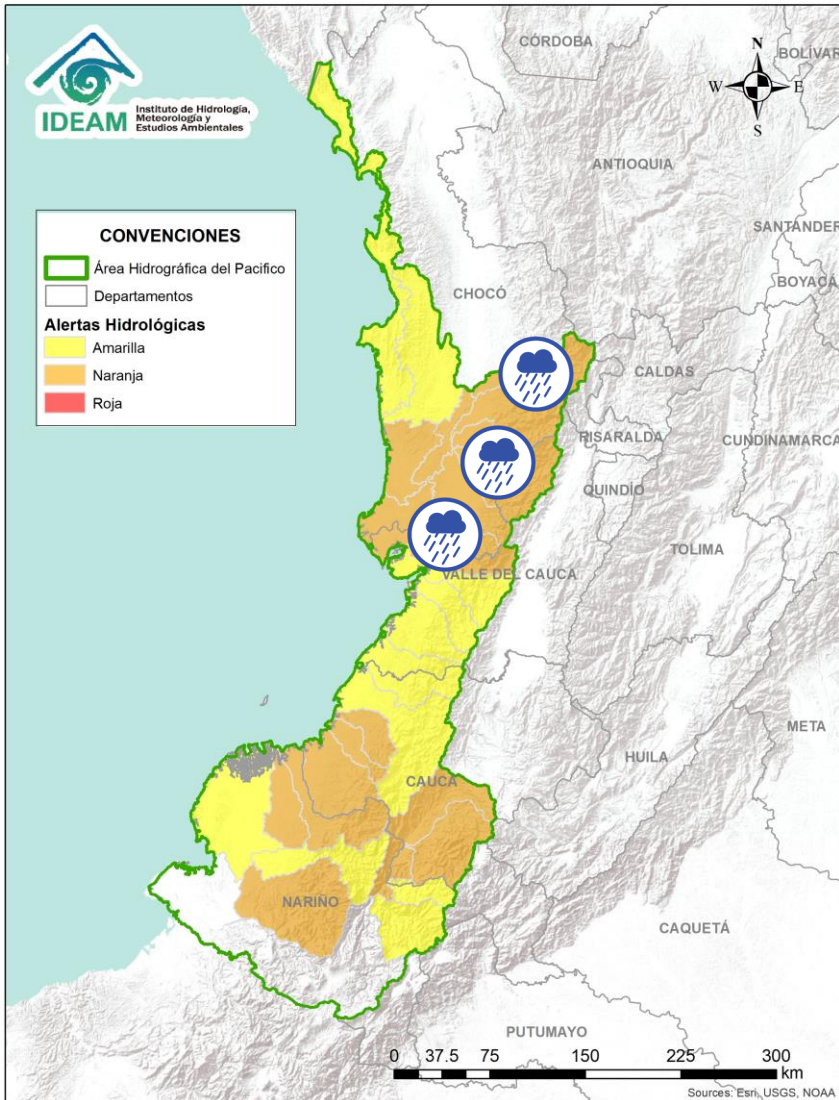 IDEAM
Instituto de Hidrología,
Meteorología y
Estudios Ambientales
CÓRDOBA
BOLÍVAR
N
W
E
S
ANTIOQUIA
SANTANDER
BOYACÁ
CONVENCIONES
Área Hidrográfica del Pacifico
Departamentos
Alertas Hidrológicas
Amarilla
Naranja
Roja
CHOCÓ
CALDAS
RISARALDA
CUNDINAMARCA
QUINDÍO
TOLIMA
VALLE DEL CAUCA
META
HUILA
CAUCA
NARIÑO
CAQUETÁ
PUTUMAYO
0 37.5 75 150 225 300
km
Sources: Esri, USGS, NOAA